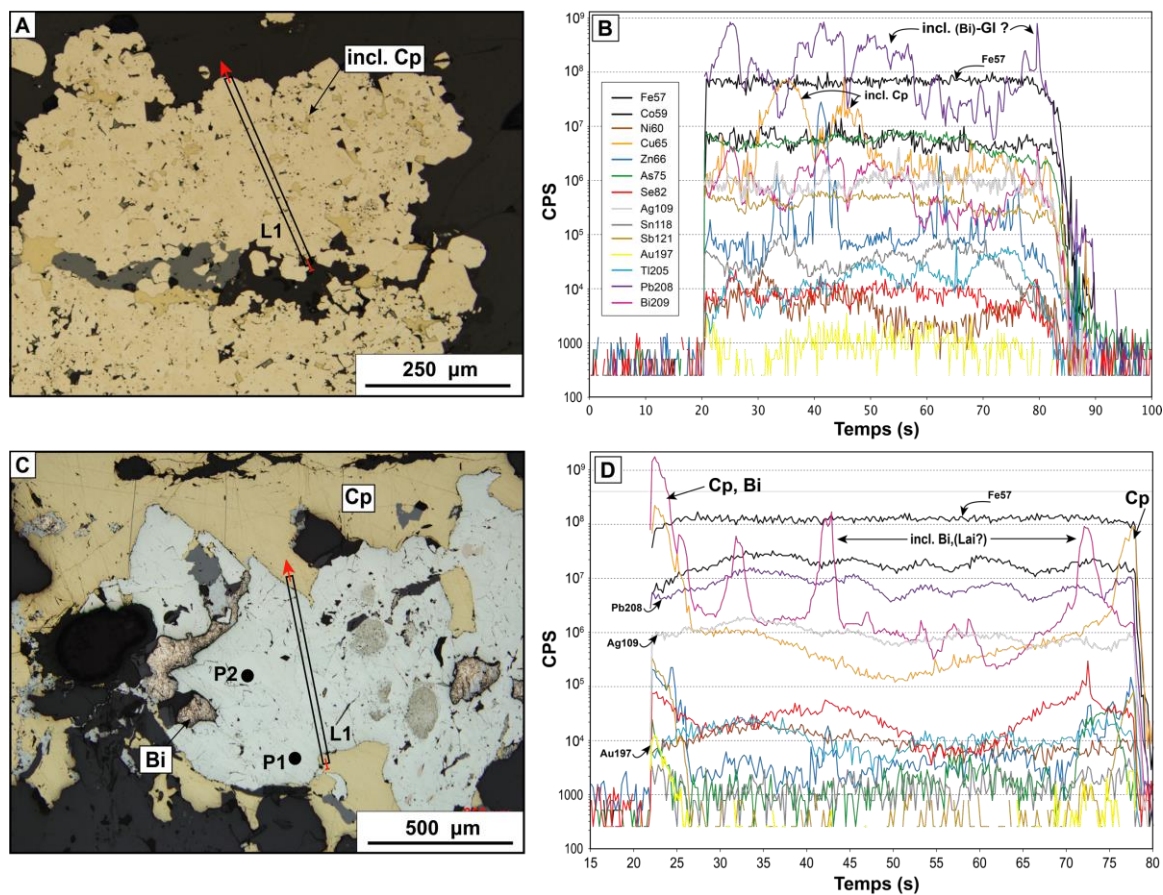 A
incl. Cp
L1
250 µm
B
CPS
10⁹
10⁸
10⁷
10⁶
10⁵
10⁴
1000
100
incl. (Bi)-Gl ?
Fe57
incl. Cp
Fe57
Co59
Ni60
Cu65
Zn66
As75
Se82
Ag109
Sn118
Sb121
Au197
Tl205
Pb208
Bi209
0 10 20 30 40 50 60 70 80 90 100
Temps (s)
C
Cp
P2
L1
Bi
P1
500 µm
D
CPS
10⁹
10⁸
10⁷
10⁶
10⁵
10⁴
1000
100
Cp, Bi
Fe57
Cp
incl. Bi,(Lai?)
Pb208
Ag109
Au197
15 20 25 30 35 40 45 50 55 60 65 70 75 80
Temps (s)